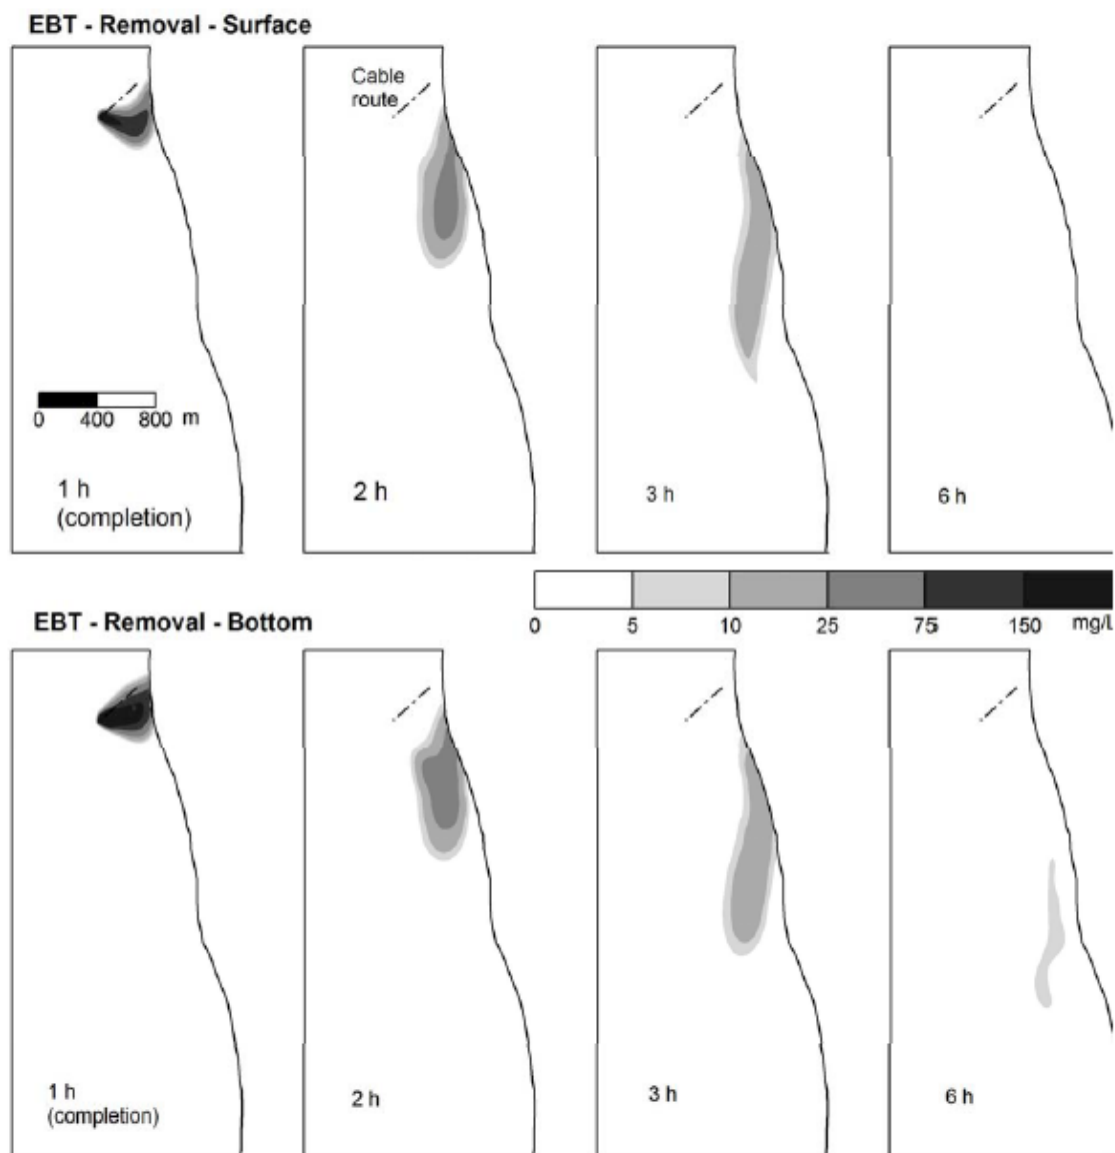 EBT - Removal - Surface
Cable
route
0 400 800 m
1 h
(completion)
2 h
3 h
6 h
0 5 10 25 75 150 mg/L
EBT - Removal - Bottom
1 h
(completion)
2 h
3 h
6 h